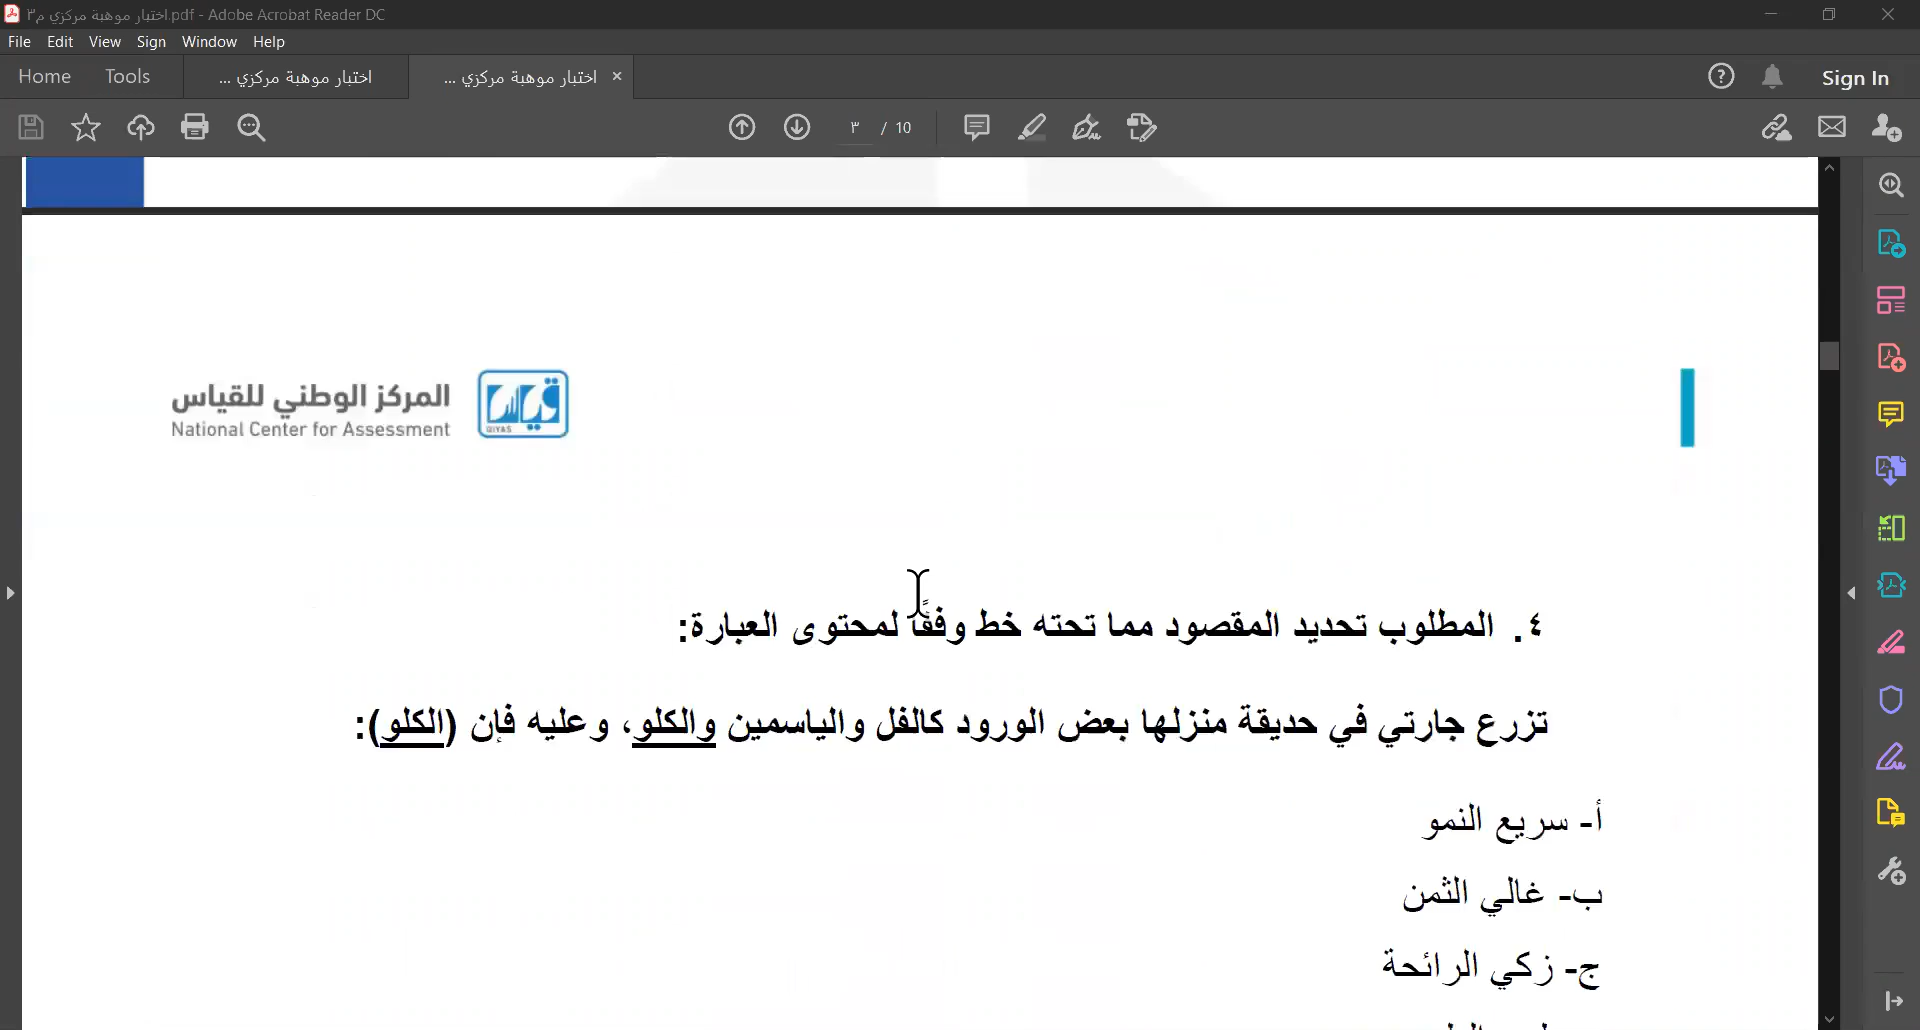 اختبار موهبة مركزي م٣.pdf - Adobe Acrobat Reader DC
File Edit View Sign Window Help
Home Tools اختبار موهبة مركزي ... اختبار موهبة مركزي ... × Sign In
٣ / 10
المركز الوطني للقياس
National Center for Assessment
QIYAS
٤. المطلوب تحديد المقصود مما تحته خط وفقًا لمحتوى العبارة:
تزرع جارتي في حديقة منزلها بعض الورود كالفل والياسمين والكلو، وعليه فإن (الكلو):
أ- سريع النمو
ب- غالي الثمن
ج- زكي الرائحة